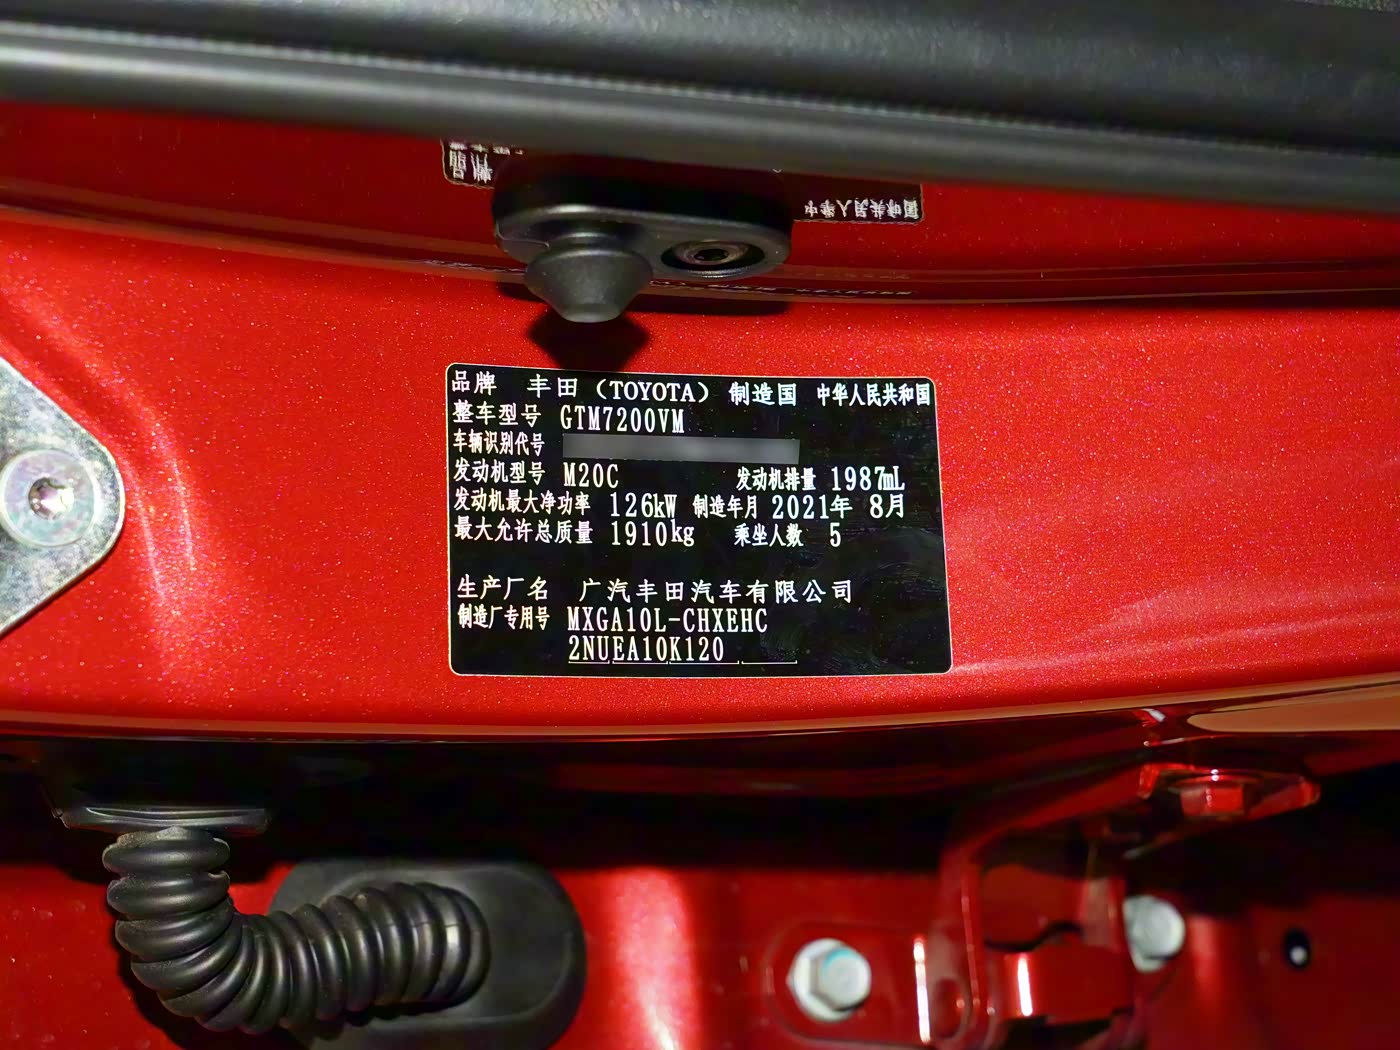 品牌 丰田（TOYOTA） 制造国 中华人民共和国
整车型号 GTM7200VM
车辆识别代号
发动机型号 M20C 发动机排量 1987mL
发动机最大净功率 126kW 制造年月 2021年 8月
最大允许总质量 1910kg 乘坐人数 5
生产厂名 广汽丰田汽车有限公司
制造厂专用号 MXGA10L-CHXEHC
2NUEA10K120